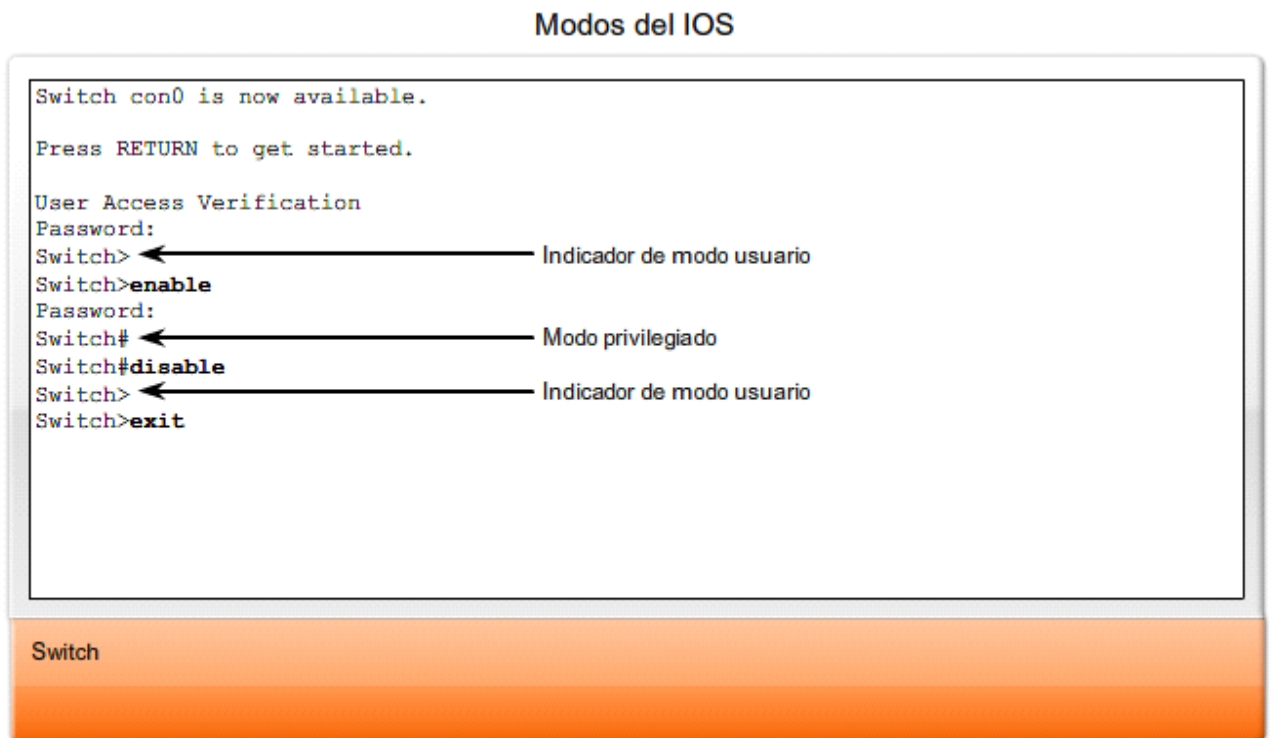 Modos del IOS
Switch con0 is now available.
Press RETURN to get started.
User Access Verification
Password:
Switch>
Indicador de modo usuario
Switch>enable
Password:
Switch#
Modo privilegiado
Switch#disable
Switch>
Indicador de modo usuario
Switch>exit
Switch